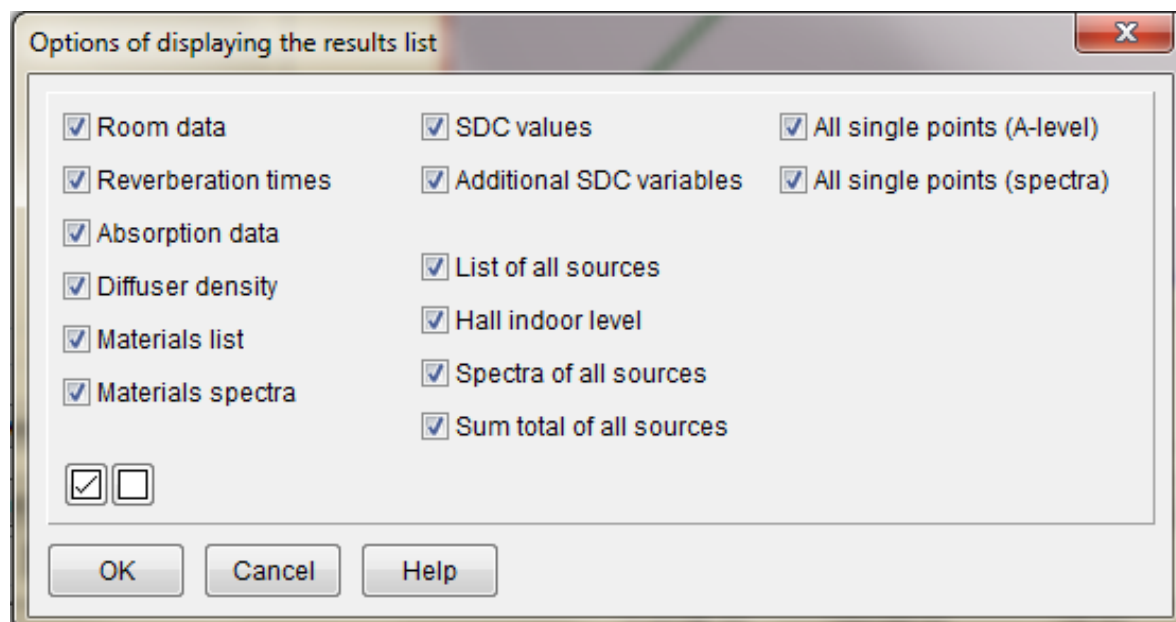 Options of displaying the results list
Room data
Reverberation times
Absorption data
Diffuser density
Materials list
Materials spectra
SDC values
Additional SDC variables
List of all sources
Hall indoor level
Spectra of all sources
Sum total of all sources
All single points (A-level)
All single points (spectra)
OK
Cancel
Help